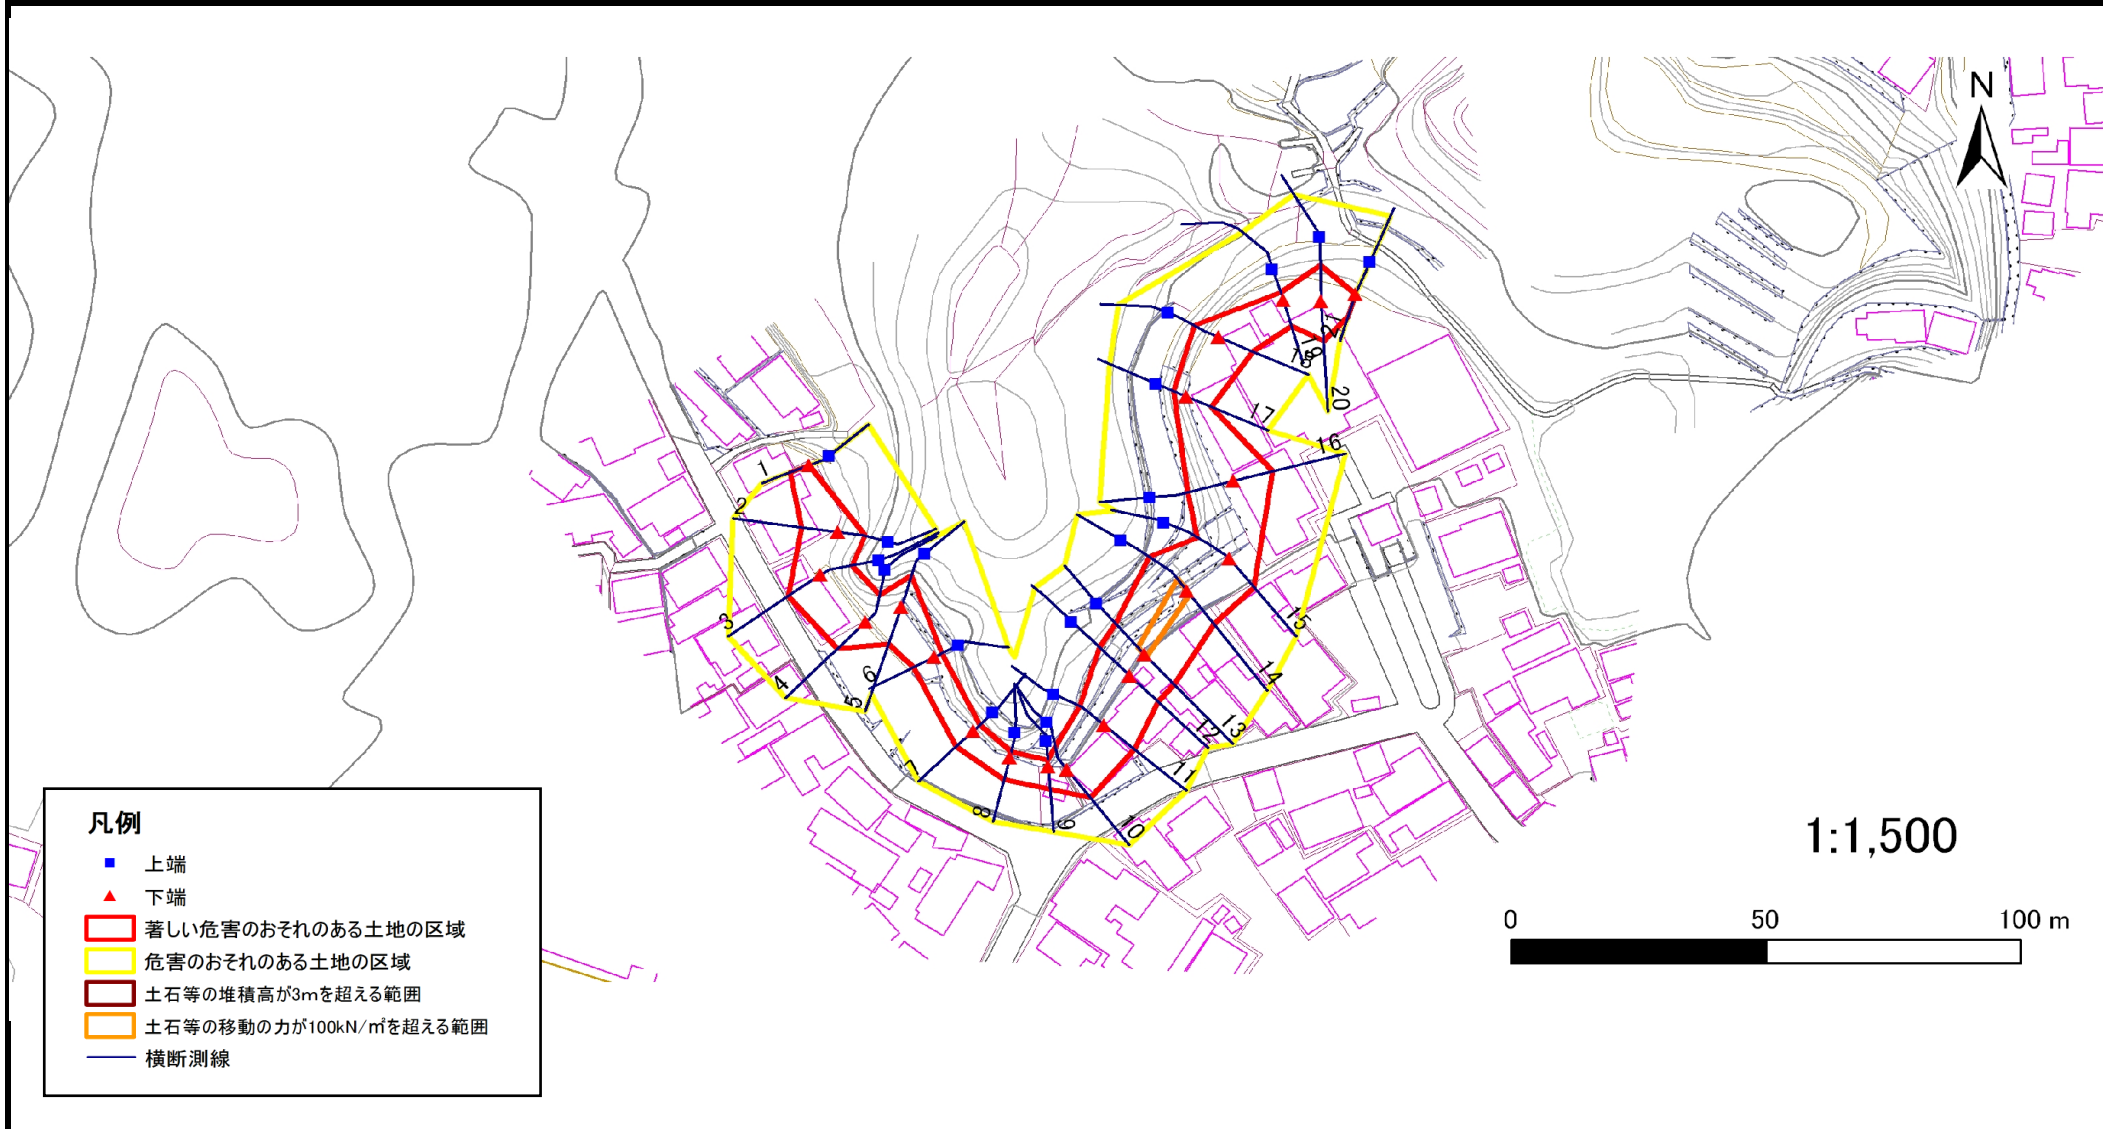 N
1
2
3
4
5
6
7
8
9
10
11
12
13
14
15
16
17
18
19
20
21
凡例
上端
下端
著しい危害のおそれのある土地の区域
危害のおそれのある土地の区域
土石等の堆積高が3mを超える範囲
土石等の移動の力が100kN/㎡を超える範囲
横断測線
1:1,500
0 50 100 m